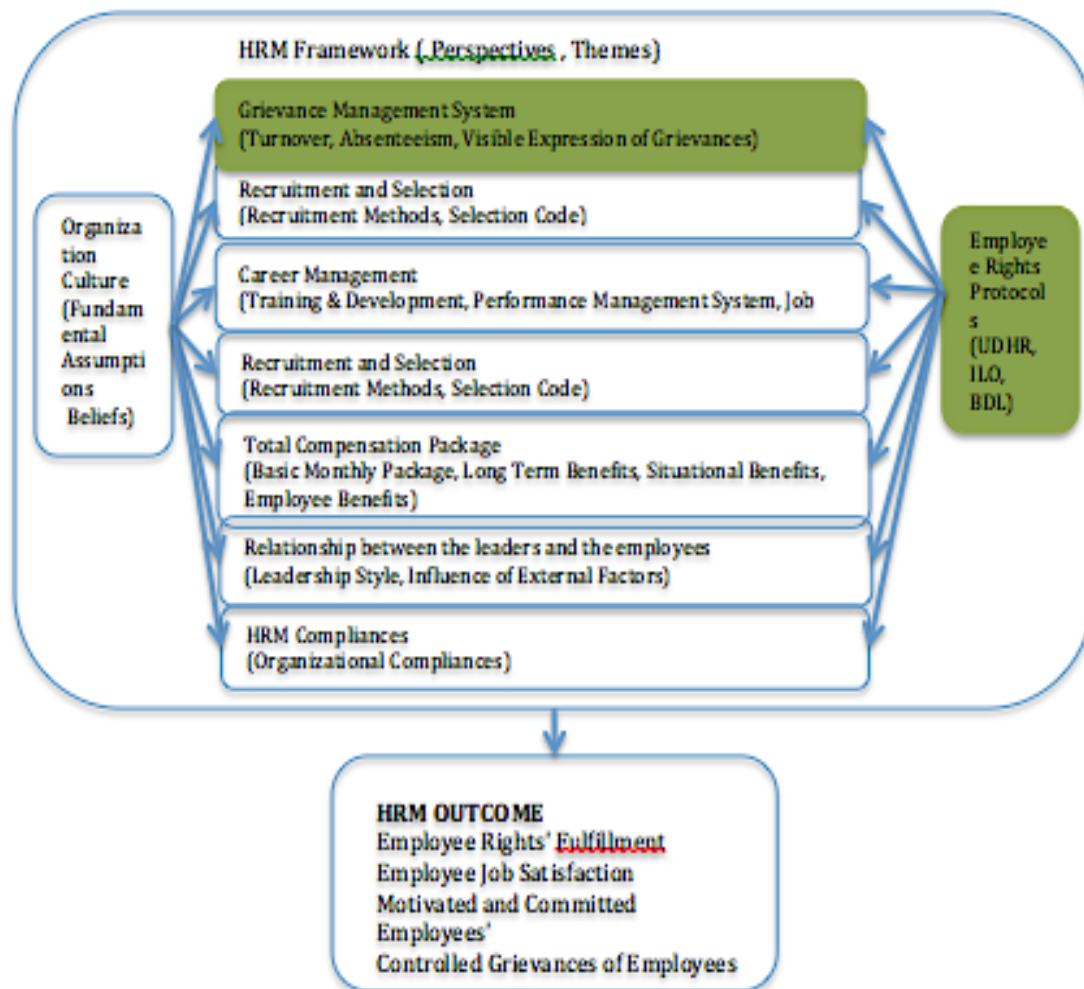 HRM Framework ( Perspectives , Themes)
Grievance Management System
(Turnover, Absenteeism, Visible Expression of Grievances)
Recruitment and Selection
(Recruitment Methods, Selection Code)
Organiza
tion
Culture
(Fundam
ental
Assumpti
ons
Beliefs)
Career Management
(Training & Development, Performance Management System, Job
Recruitment and Selection
(Recruitment Methods, Selection Code)
Total Compensation Package
(Basic Monthly Package, Long Term Benefits, Situational Benefits,
Employee Benefits)
Relationship between the leaders and the employees
(Leadership Style, Influence of External Factors)
HRM Compliances
(Organizational Compliances)
Employe
e Rights
Protocol
s
(UDHR,
ILO,
BDL)
HRM OUTCOME
Employee Rights' Fulfillment
Employee Job Satisfaction
Motivated and Committed
Employees'
Controlled Grievances of Employees